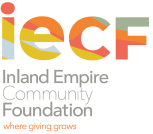 iecf
Inland Empire
Community
Foundation
where giving grows